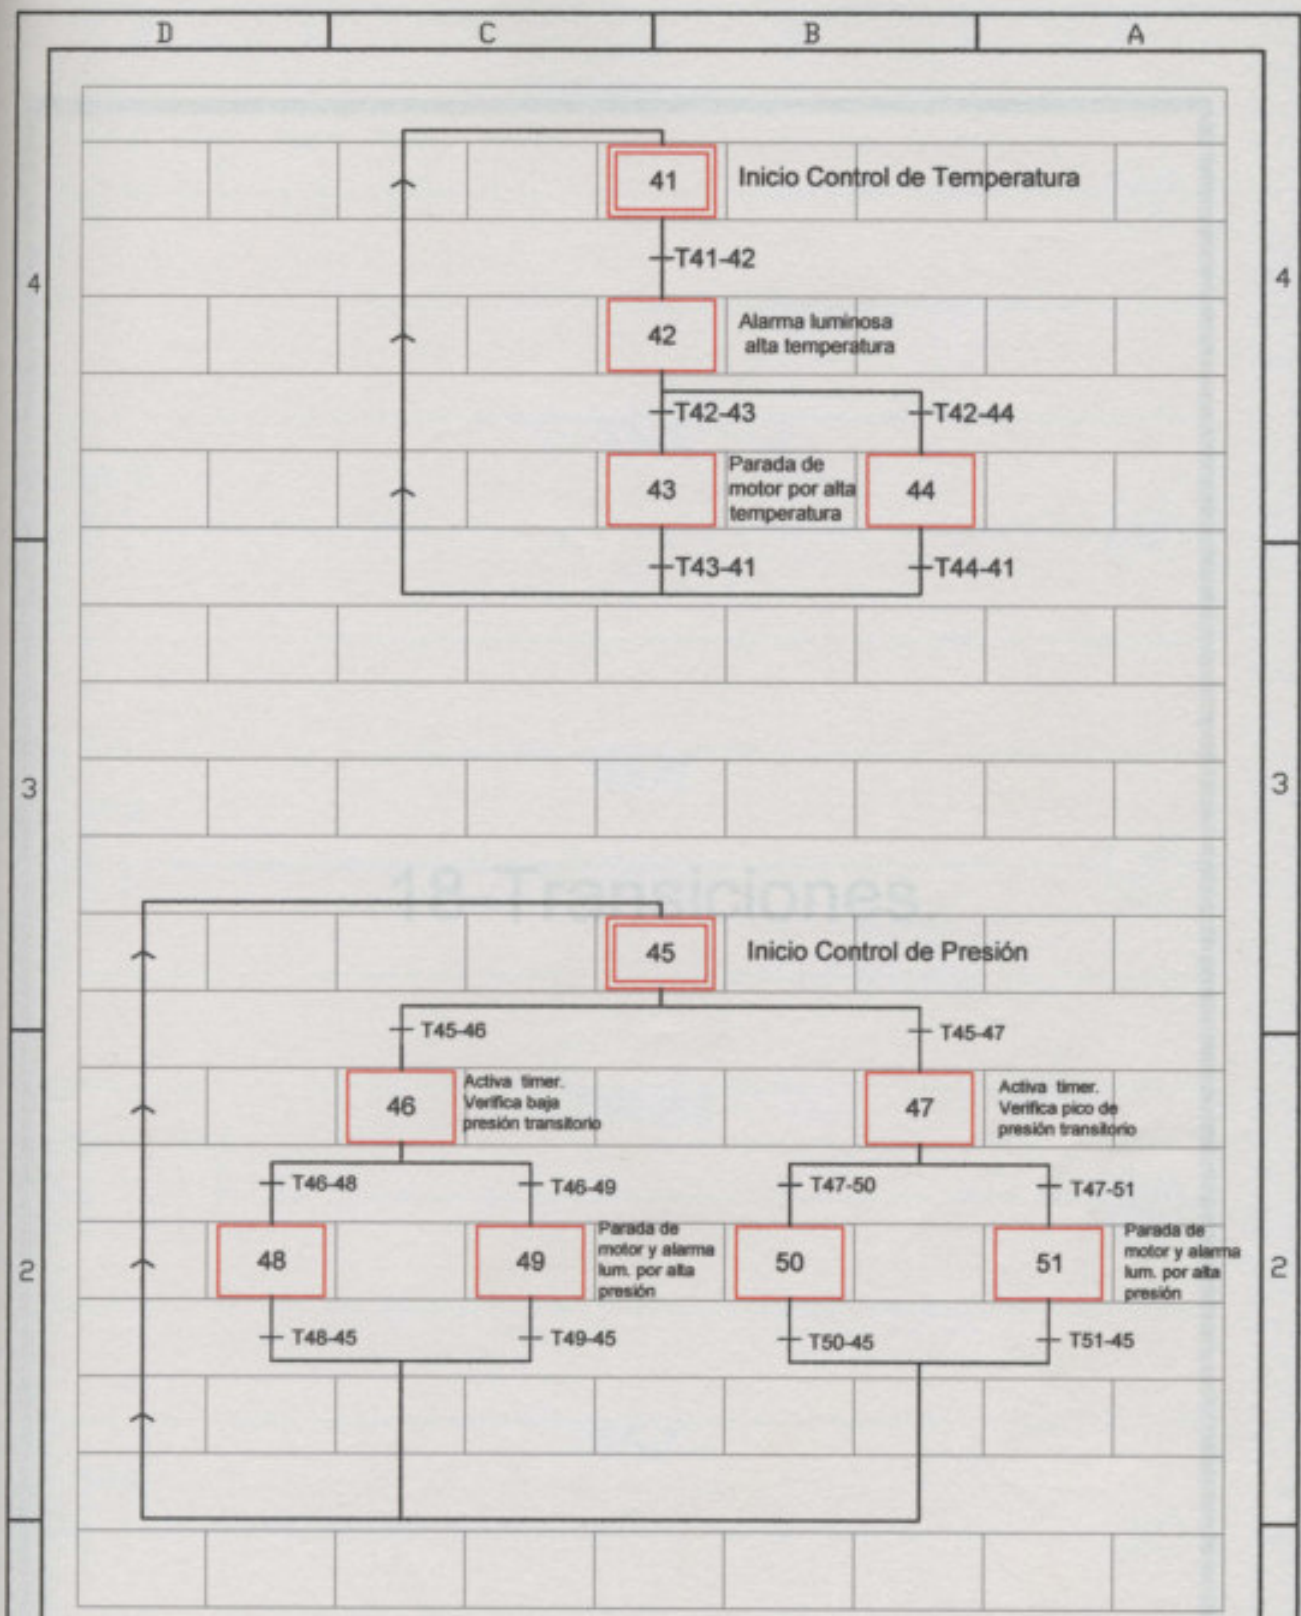 D C B A
41 Inicio Control de Temperatura
T41-42
4 4
42
Alarma luminosa
alta temperatura
T42-43 T42-44
43
Parada de
motor por alta
temperatura
44
T43-41 T44-41
3 3
18 Transiciones.
45 Inicio Control de Presión
T45-46 T45-47
46
Activa timer.
Verifica baja
presión transitorio
47
Activa timer.
Verifica pico de
presión transitorio
T46-48 T46-49 T47-50 T47-51
2 2
48
49
Parada de
motor y alarma
lum. por alta
presión
50
51
Parada de
motor y alarma
lum. por alta
presión
T48-45 T49-45 T50-45 T51-45